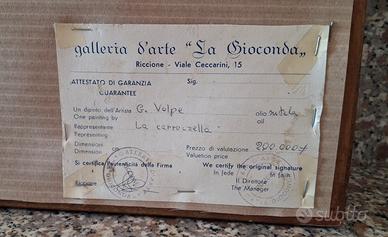 galleria d'arte "La Gioconda„
Riccione - Viale Ceccarini, 15
ATTESTATO DI GARANZIA
GUARANTEE
Sig.
Un dipinto dell'Artista G. Volpe olio su tela
One painting by oil
Rappresentante La carrozzella
Representing
Dimensioni cm Prezzo di valutazione 200.000
Dimension Valuation price
Si certifica l'autenticità della Firma We certify the original signature
In fede In faith
Riccione Il Direttore
The Manager
subito